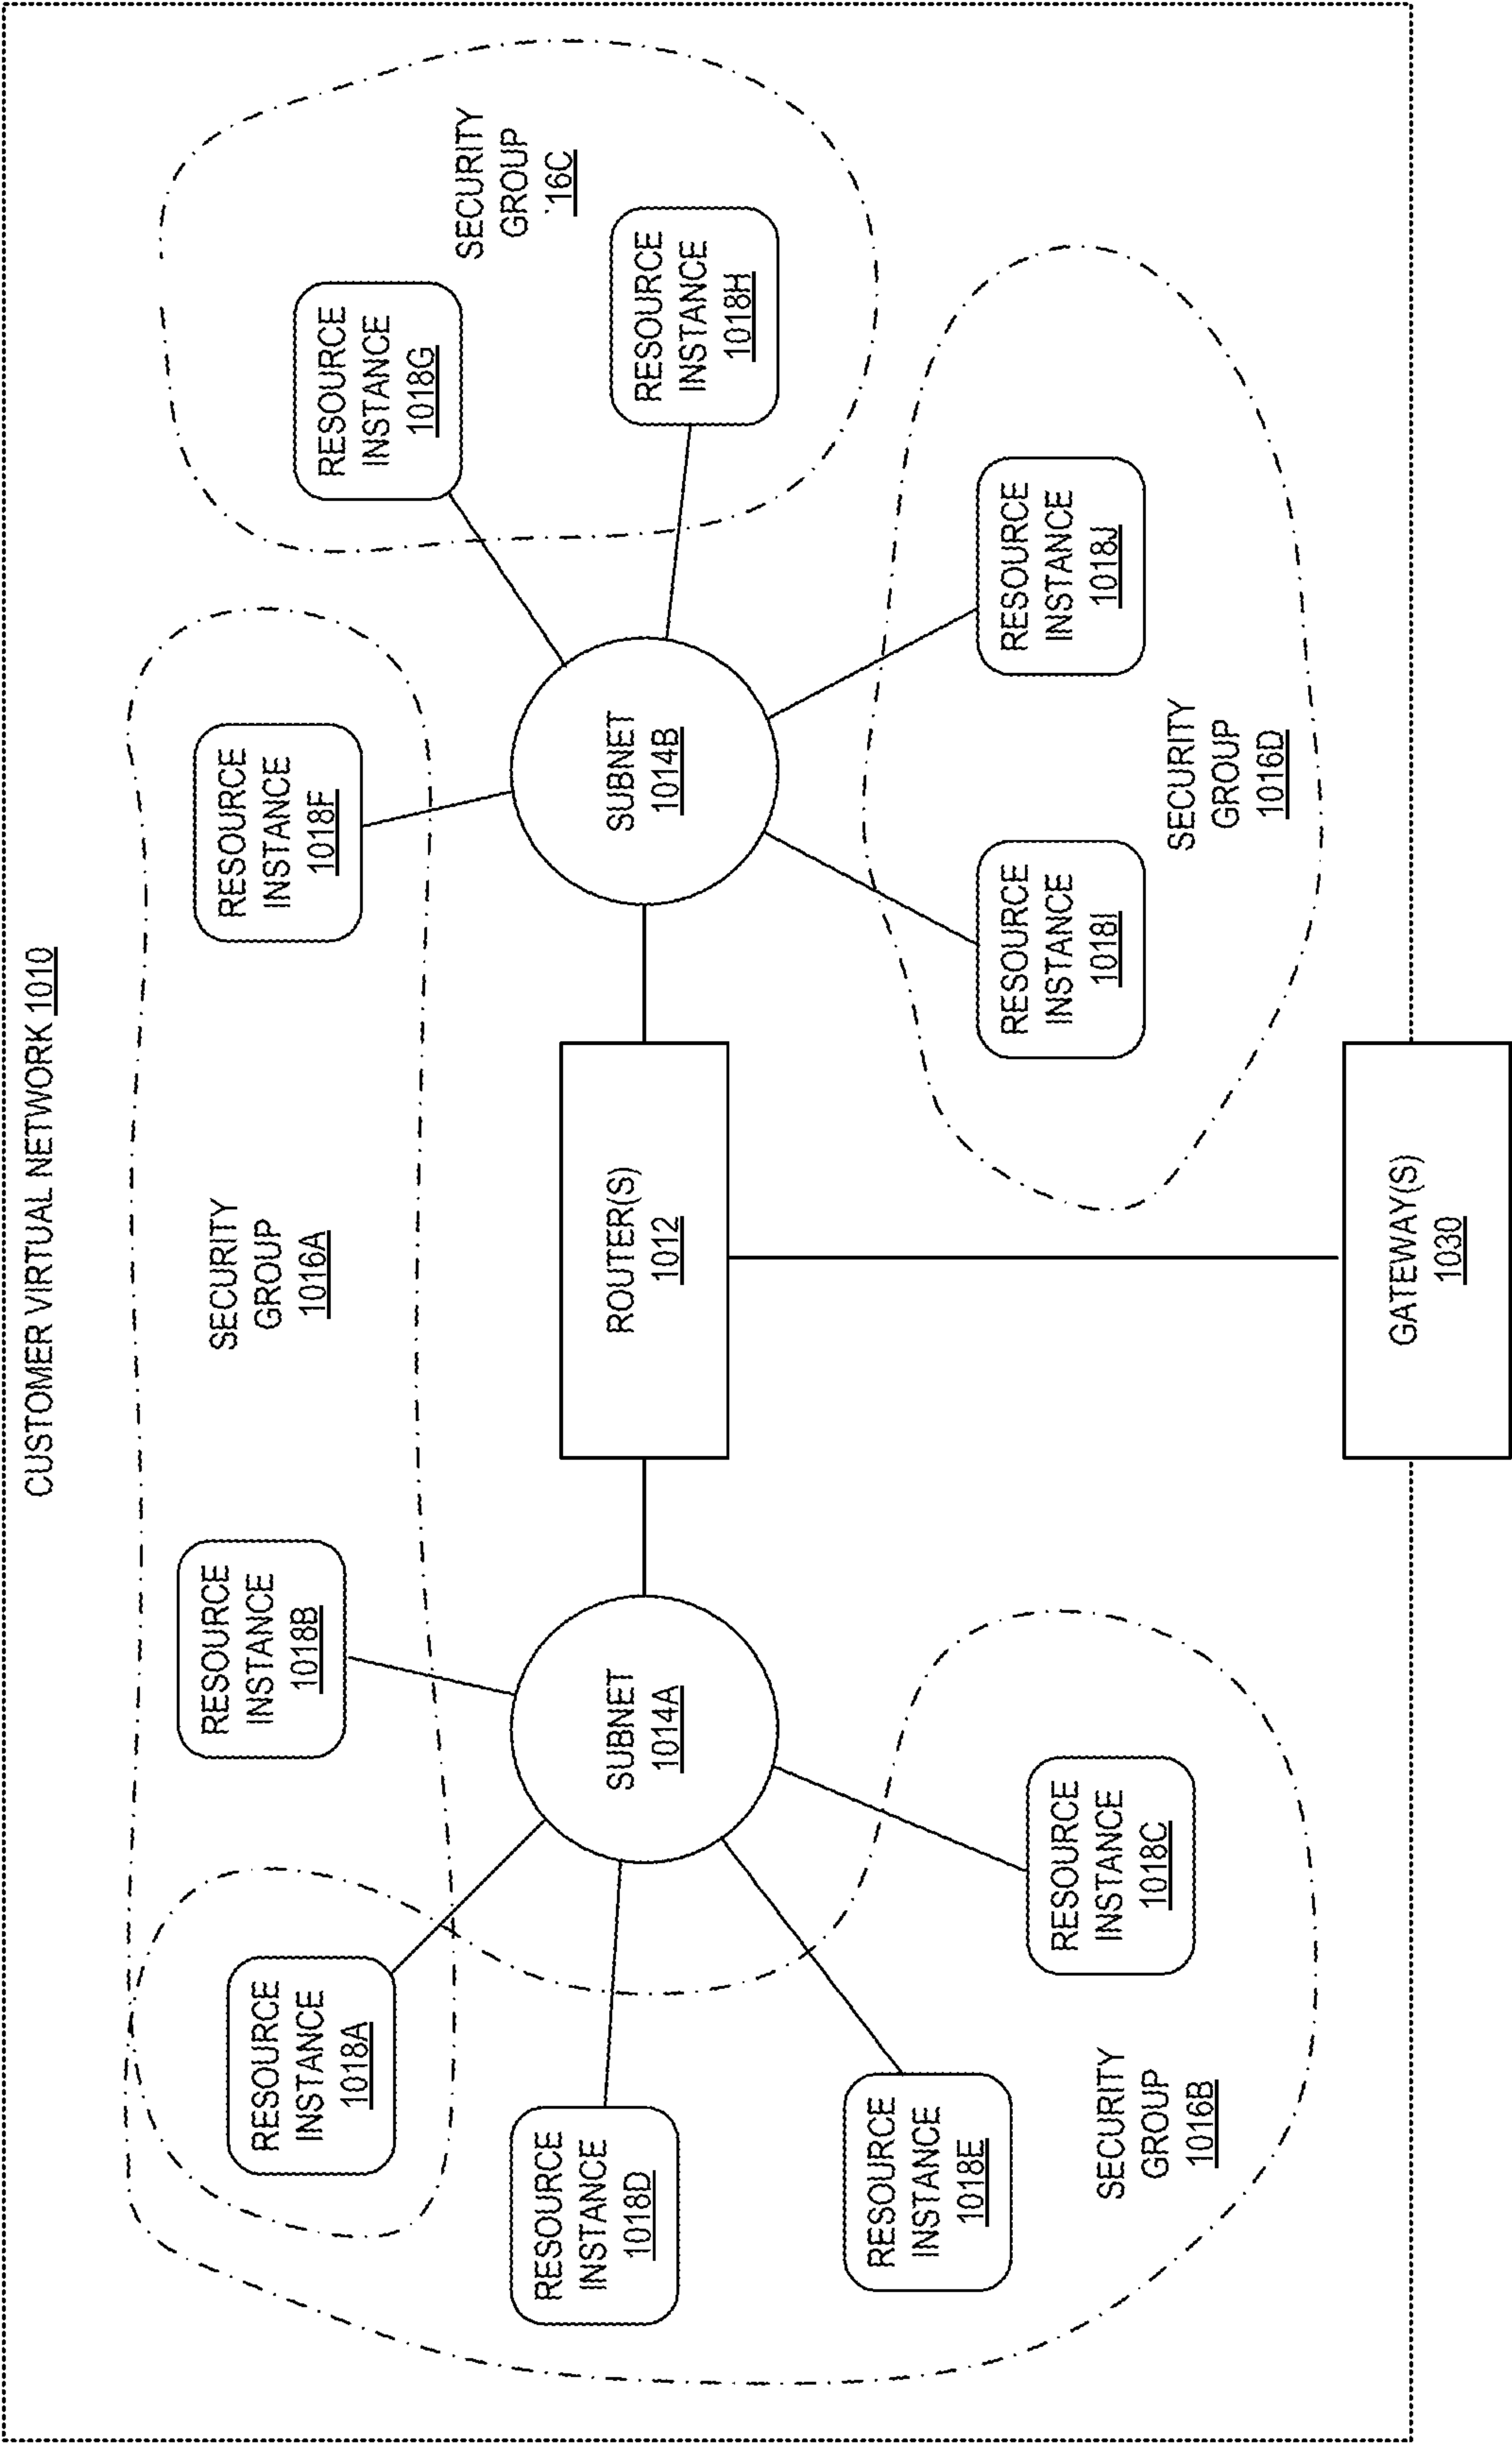 CUSTOMER VIRTUAL NETWORK 1010
RESOURCE
INSTANCE
1018A
RESOURCE
INSTANCE
1018B
SECURITY
GROUP
1016A
RESOURCE
INSTANCE
1018F
RESOURCE
INSTANCE
1018G
SECURITY
GROUP
`16C
RESOURCE
INSTANCE
1018D
SUBNET
1014A
ROUTER(S)
1012
SUBNET
1014B
RESOURCE
INSTANCE
1018H
RESOURCE
INSTANCE
1018E
RESOURCE
INSTANCE
1018C
SECURITY
GROUP
1016B
RESOURCE
INSTANCE
1018I
RESOURCE
INSTANCE
1018J
SECURITY
GROUP
1016D
GATEWAY(S)
1030